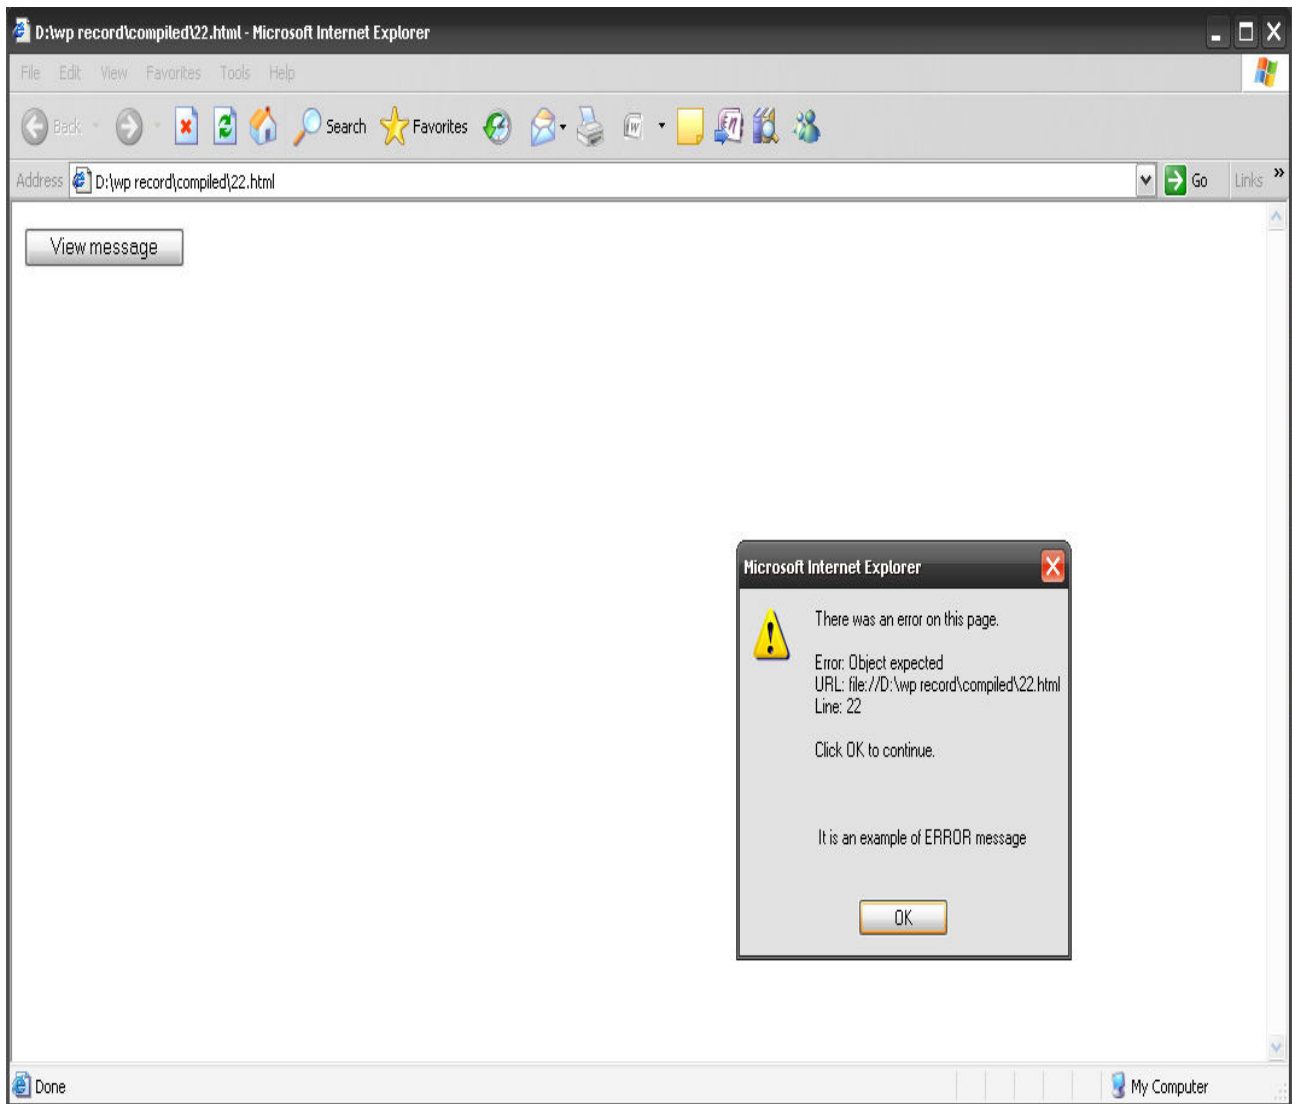 D:\wp record\compiled\22.html - Microsoft Internet Explorer
File Edit View Favorites Tools Help
Back Search Favorites
Address D:\wp record\compiled\22.html Go Links »
View message
Microsoft Internet Explorer
There was an error on this page.
Error: Object expected
URL: file://D:\wp record\compiled\22.html
Line: 22
Click OK to continue.
It is an example of ERROR message
OK
Done My Computer